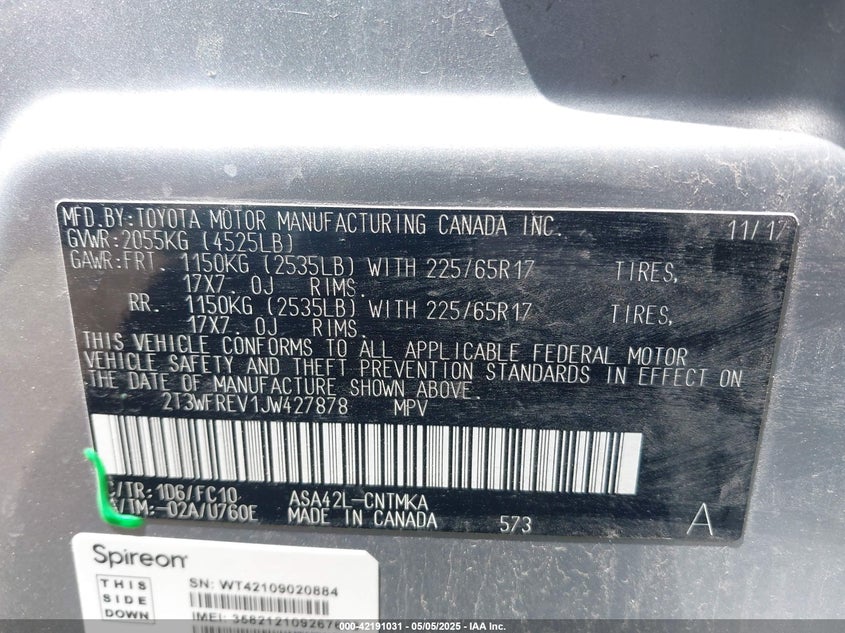 MFD.BY:TOYOTA MOTOR MANUFACTURING CANADA INC. 11/17
GVWR:2055KG (4525LB)
GAWR:FRT. 1150KG (2535LB) WITH 225/65R17 TIRES,
17X7. OJ RIMS.
RR. 1150KG (2535LB) WITH 225/65R17 TIRES,
17X7. OJ RIMS.
THIS VEHICLE CONFORMS TO ALL APPLICABLE FEDERAL MOTOR
VEHICLE SAFETY AND THEFT PREVENTION STANDARDS IN EFFECT ON
THE DATE OF MANUFACTURE SHOWN ABOVE.
2T3WFREV1JW427878 MPV
/TR:1D6/FC10 ASA42L-CNTMKA
/TM:-02A/U760E MADE IN CANADA 573 A
Spireon
THIS SIDE DOWN
SN: WT42109020884
IMEI:
000-42191031 - 05/05/2025 - IAA Inc.